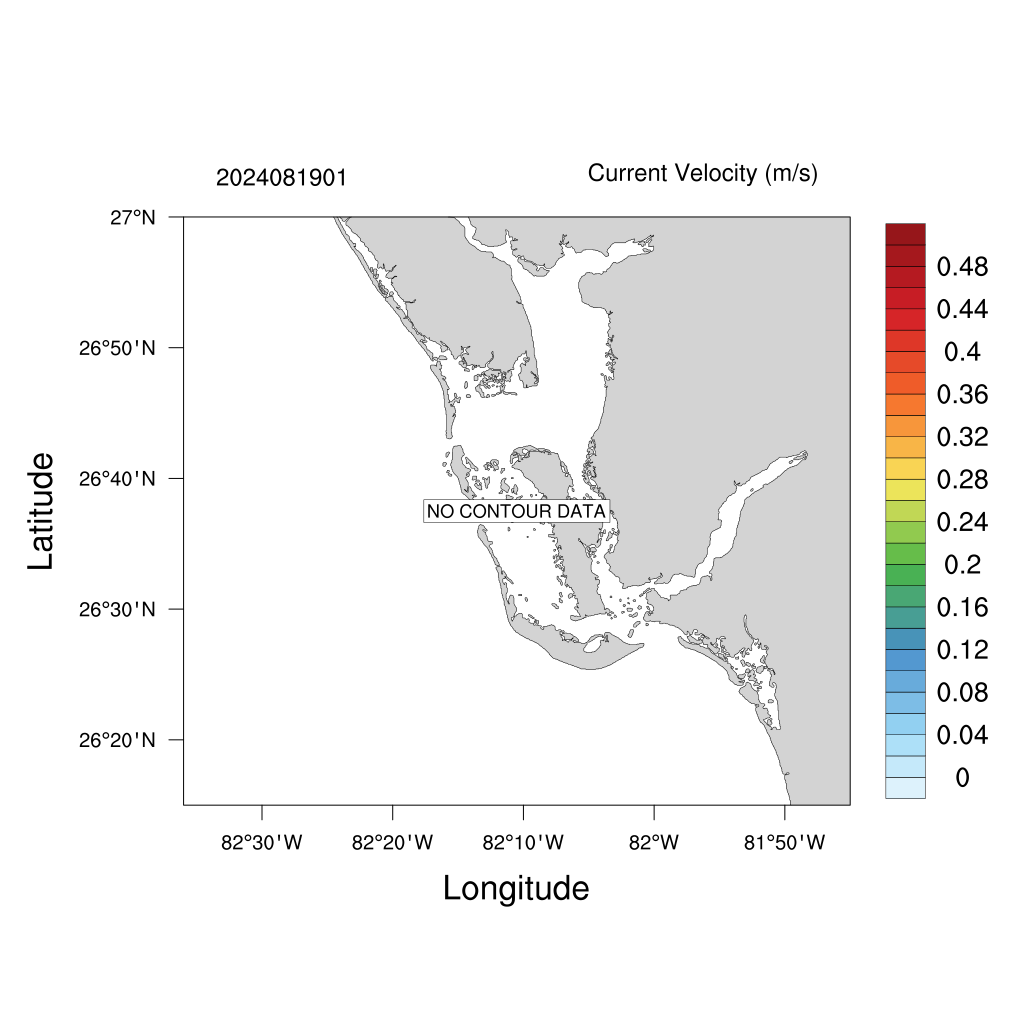 2024081901
Current Velocity (m/s)
27°N
26°50'N
26°40'N
26°30'N
26°20'N
Latitude
NO CONTOUR DATA
82°30'W
82°20'W
82°10'W
82°W
81°50'W
Longitude
0.48
0.44
0.4
0.36
0.32
0.28
0.24
0.2
0.16
0.12
0.08
0.04
0